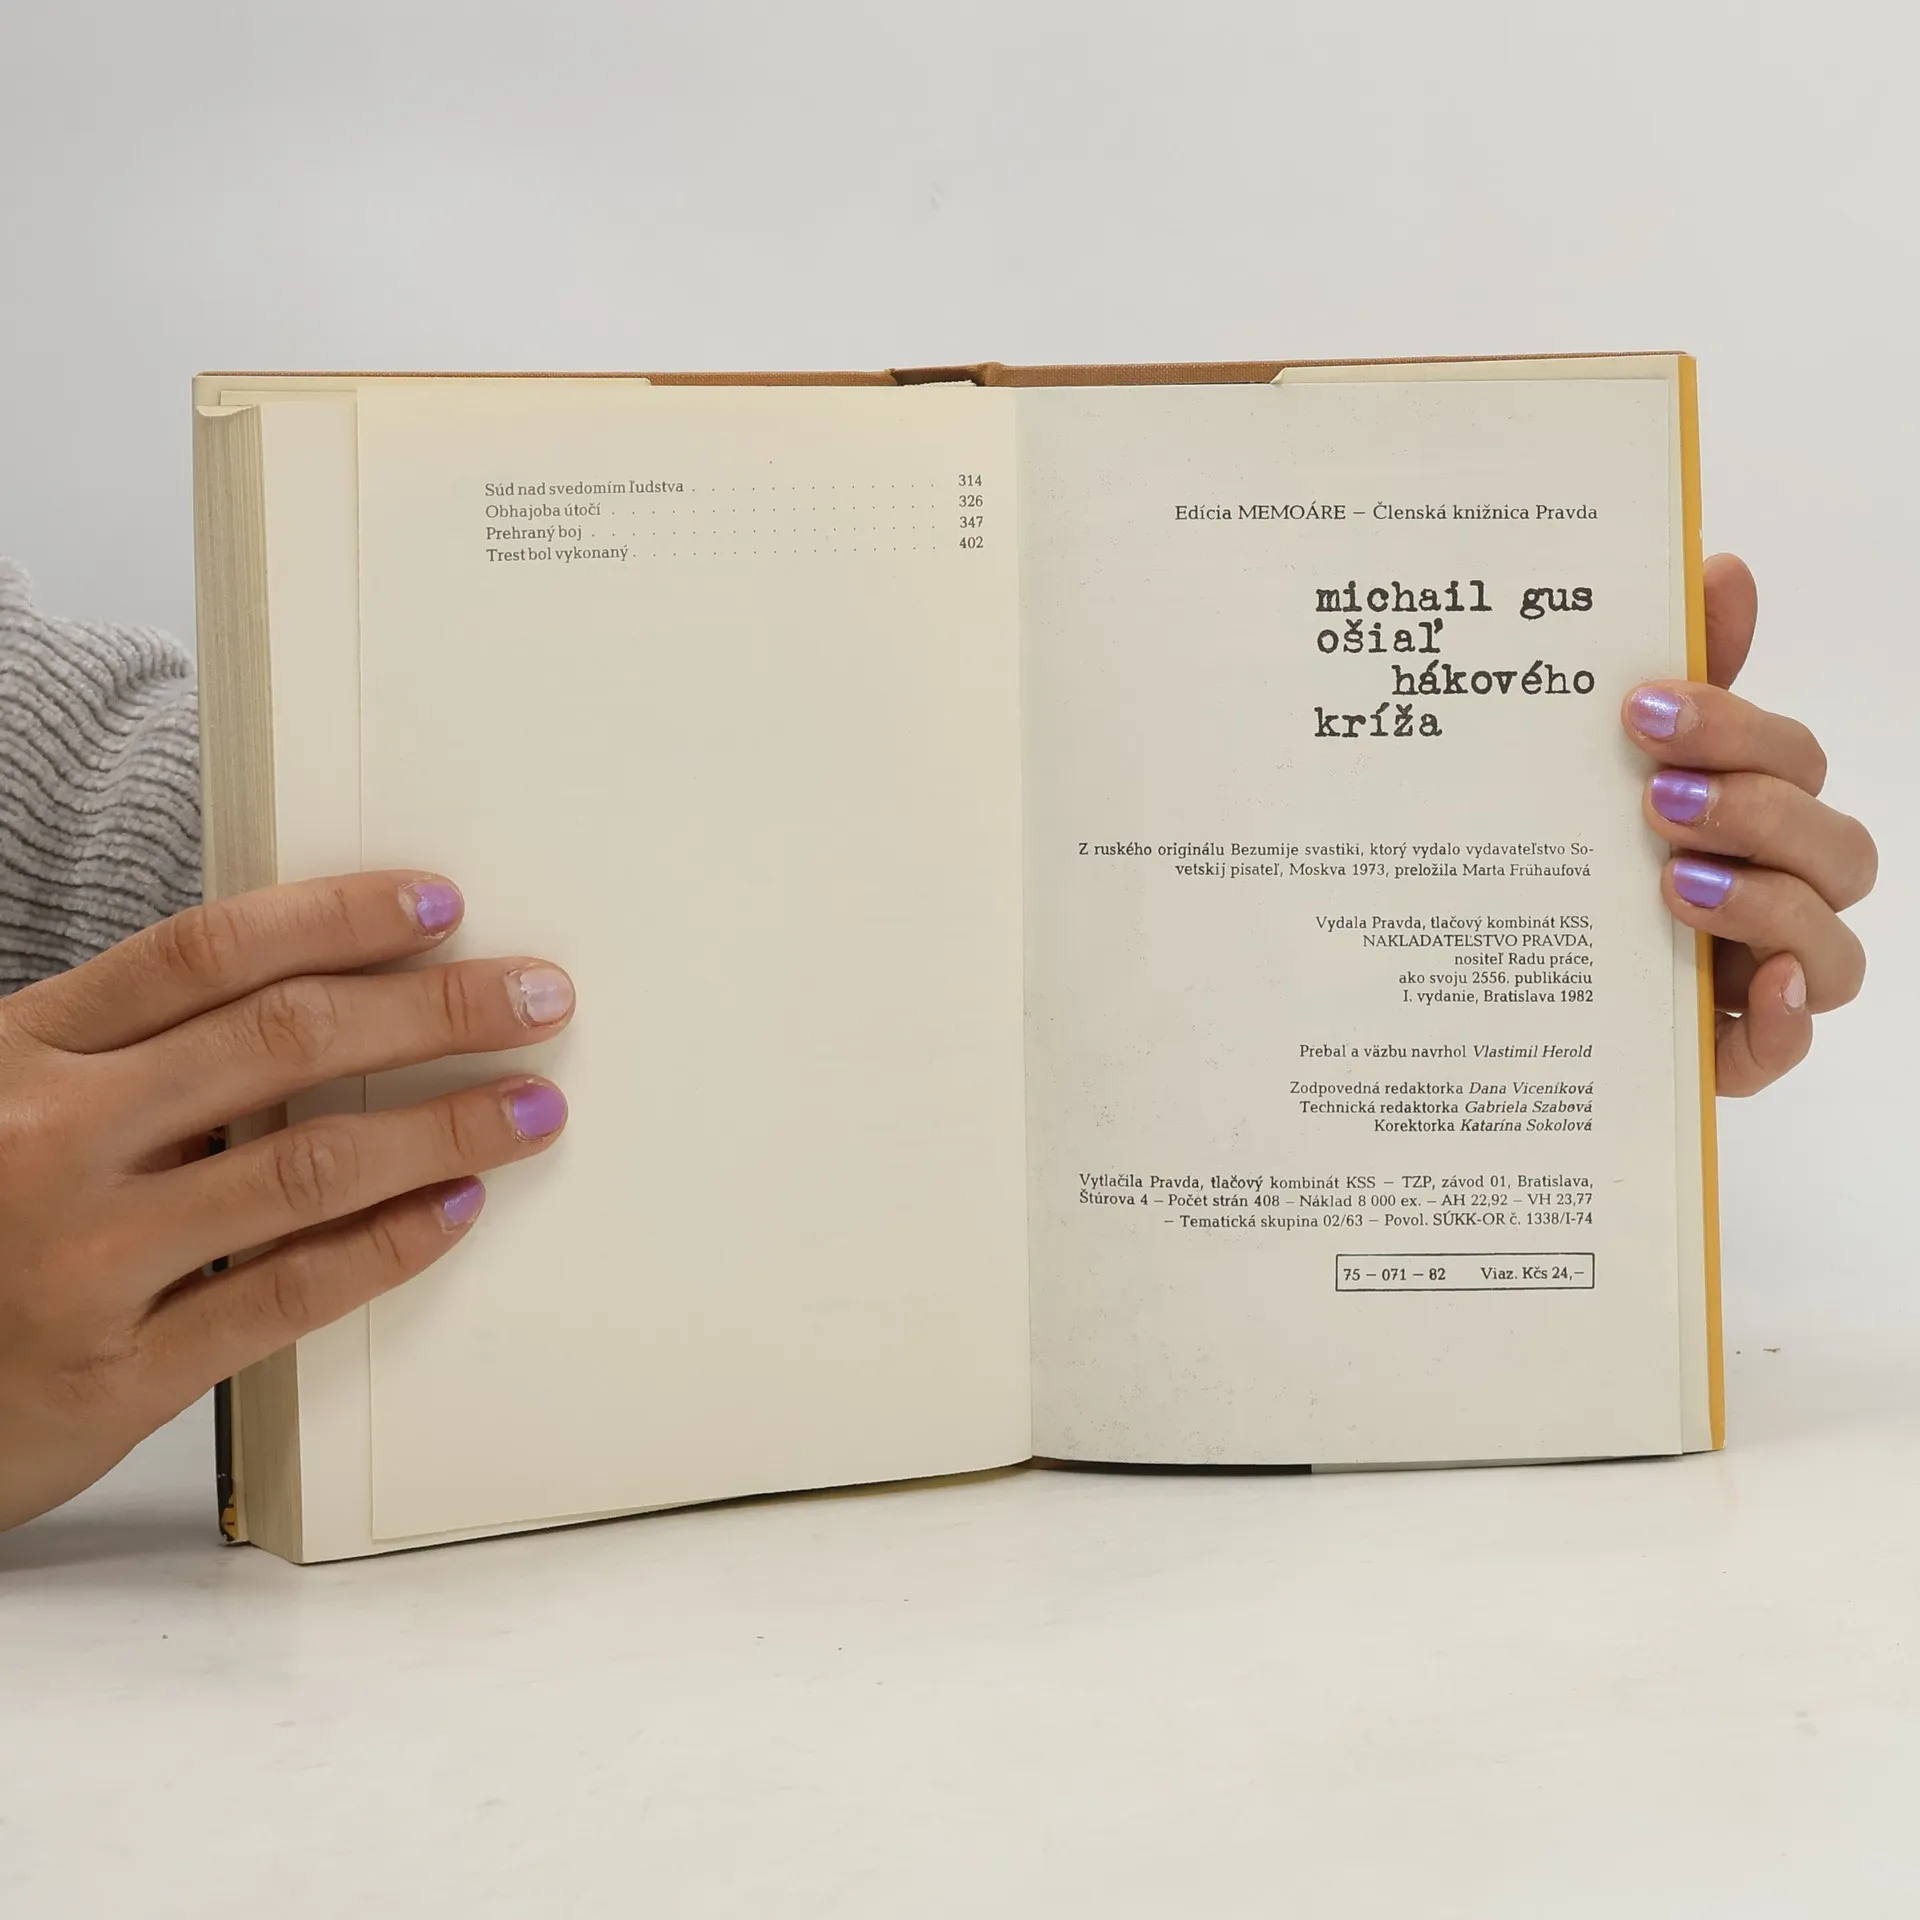 Súd nad svedomím ľudstva . . . . . . . . . . . . . 314
Obhajoba útočí . . . . . . . . . . . . . . . . . 326
Prehraný boj . . . . . . . . . . . . . . . . . . 347
Trest bol vykonaný . . . . . . . . . . . . . . . . 402
Edícia MEMOÁRE — Členská knižnica Pravda
michail gus
ošiaľ
hákového
kríža
Z ruského originálu Bezumije svastiki, ktorý vydalo vydavateľstvo So-
vetskij pisateľ, Moskva 1973, preložila Marta Frühaufová
Vydala Pravda, tlačový kombinát KSS,
NAKLADATEĽSTVO PRAVDA,
nositeľ Radu práce,
ako svoju 2556. publikáciu
I. vydanie, Bratislava 1982
Prebal a väzbu navrhol Vlastimil Herold
Zodpovedná redaktorka Dana Viceníková
Technická redaktorka Gabriela Szabová
Korektorka Katarína Sokolová
Vytlačila Pravda, tlačový kombinát KSS — TZP, závod 01, Bratislava,
Štúrova 4 — Počet strán 408 — Náklad 8 000 ex. — AH 22,92 — VH 23,77
— Tematická skupina 02/63 — Povol. SÚKK-OR č. 1338/I-74
75 — 071 — 82 Viaz. Kčs 24,—